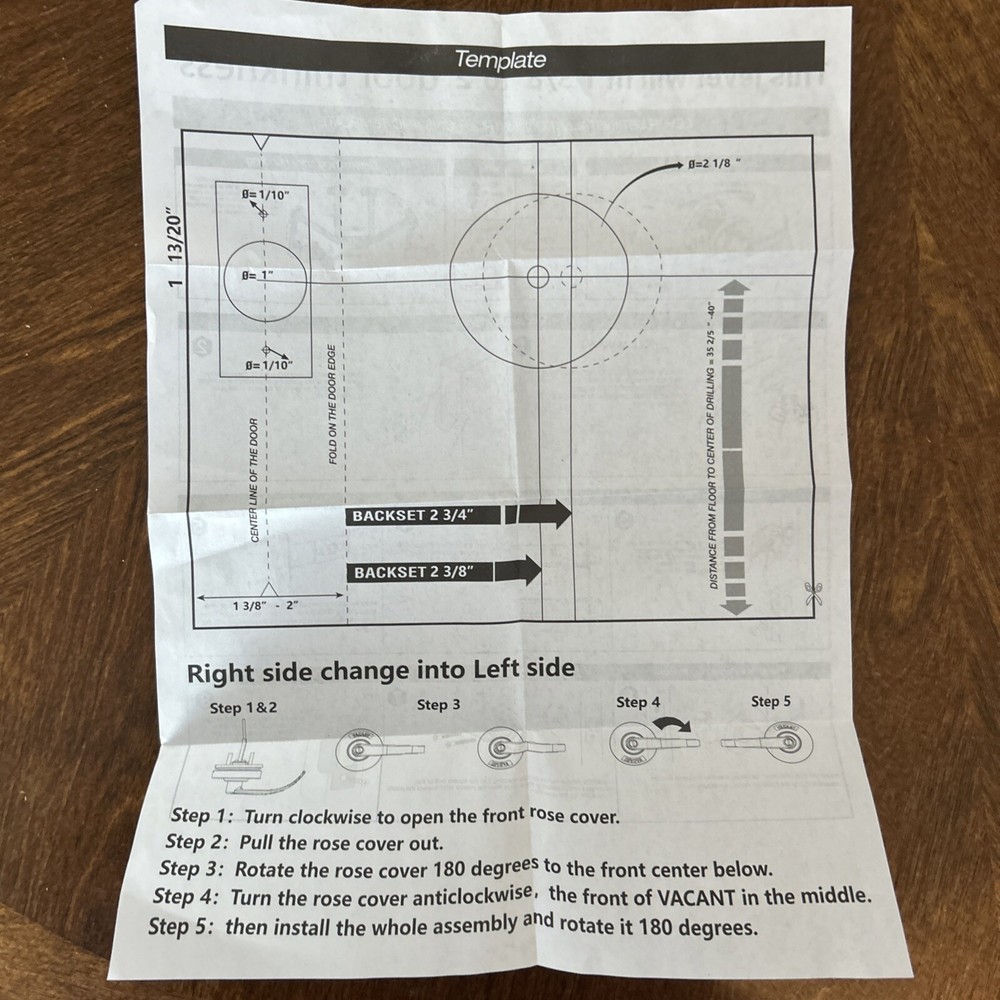 Template
Ø=2 1/8 "
Ø= 1/10"
1 13/20"
Ø= 1"
Ø= 1/10"
CENTER LINE OF THE DOOR
FOLD ON THE DOOR EDGE
DISTANCE FROM FLOOR TO CENTER OF DRILLING = 35 2/5 " -40"
BACKSET 2 3/4"
BACKSET 2 3/8"
1 3/8" - 2"
Right side change into Left side
Step 1&2
Step 3
Step 4
Step 5
Step 1: Turn clockwise to open the front rose cover.
Step 2: Pull the rose cover out.
Step 3: Rotate the rose cover 180 degrees to the front center below.
Step 4: Turn the rose cover anticlockwise, the front of VACANT in the middle.
Step 5: then install the whole assembly and rotate it 180 degrees.